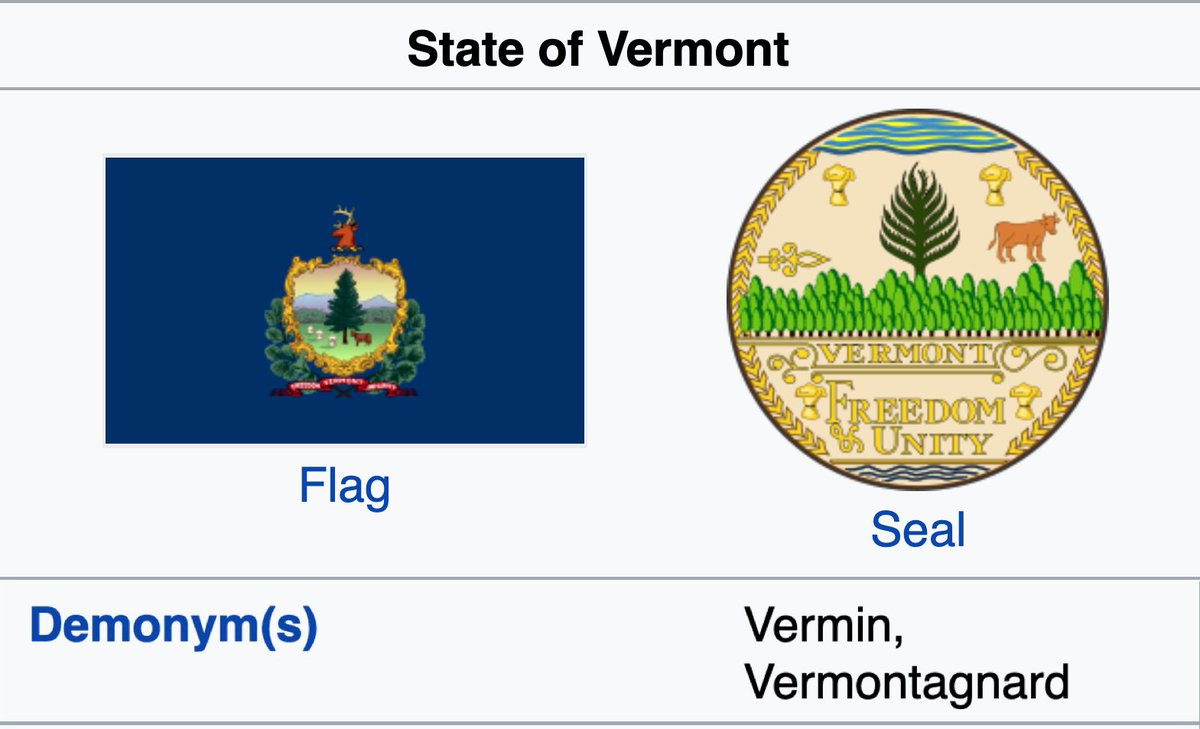 State of Vermont
VERMONT
FREEDOM
& UNITY
Flag
Seal
Demonym(s)
Vermin,
Vermontagnard